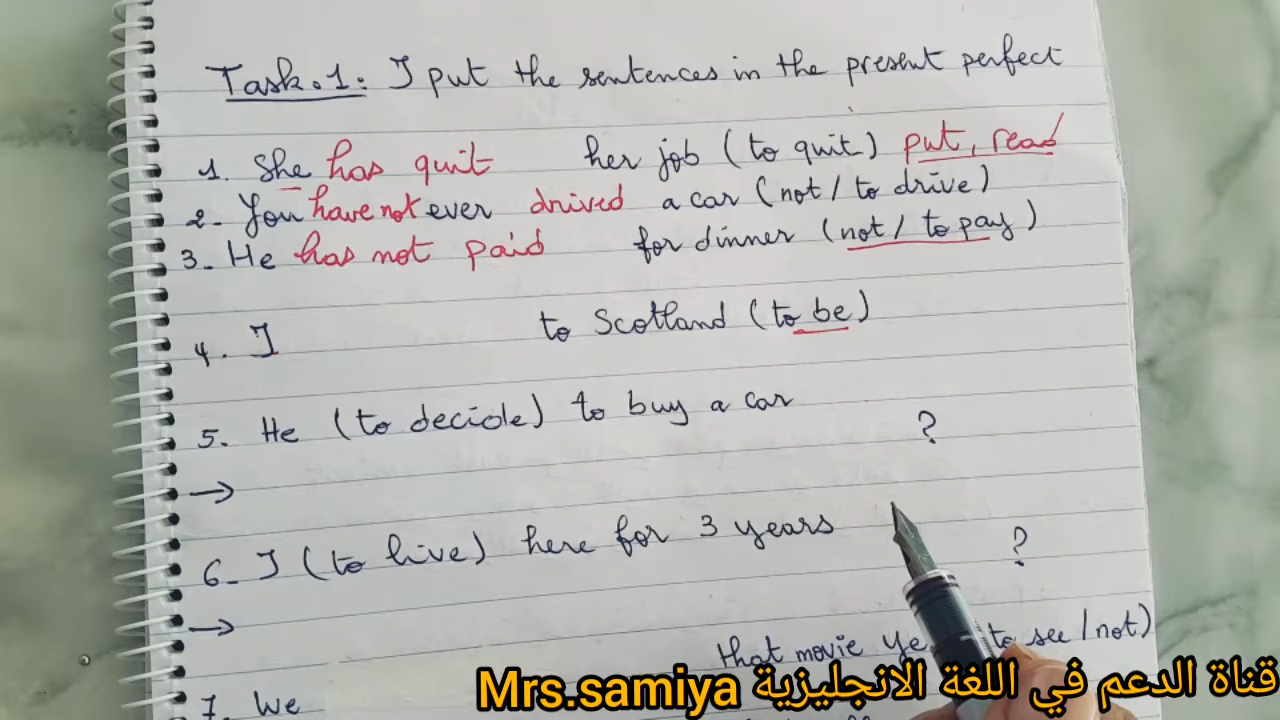 Task.1: I put the sentences in the present perfect
1. She has quit her job (to quit) put, read
2. You have not ever drived a car (not / to drive)
3. He has not paid for dinner (not / to pay)
4. I to Scotland (to be)
5. He (to decide) to buy a car
?
→
6. I (to live) here for 3 years
?
→
that movie to see / not)
7. We
Mrs.samiya قناة الدعم في اللغة الانجليزية